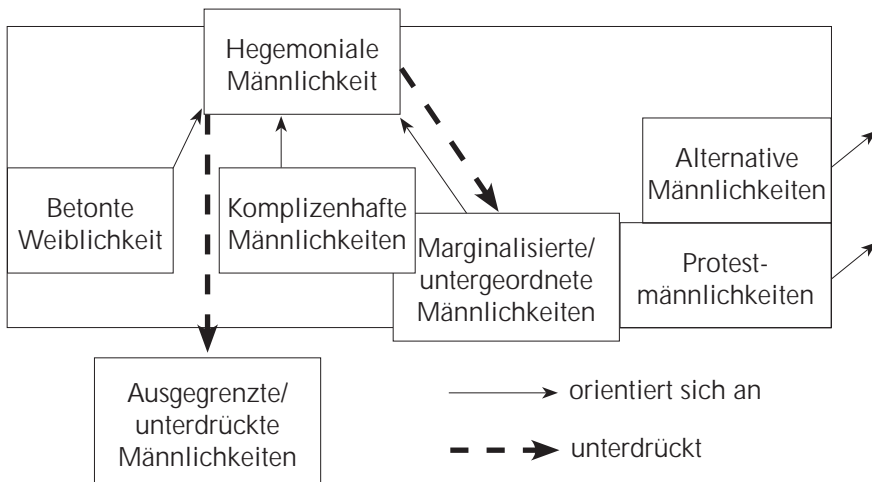 Hegemoniale
Männlichkeit
Alternative
Männlichkeiten
Betonte
Weiblichkeit
Komplizenhafte
Männlichkeiten
Marginalisierte/
untergeordnete
Männlichkeiten
Protest-
männlichkeiten
Ausgegrenzte/
unterdrückte
Männlichkeiten
orientiert sich an
unterdrückt